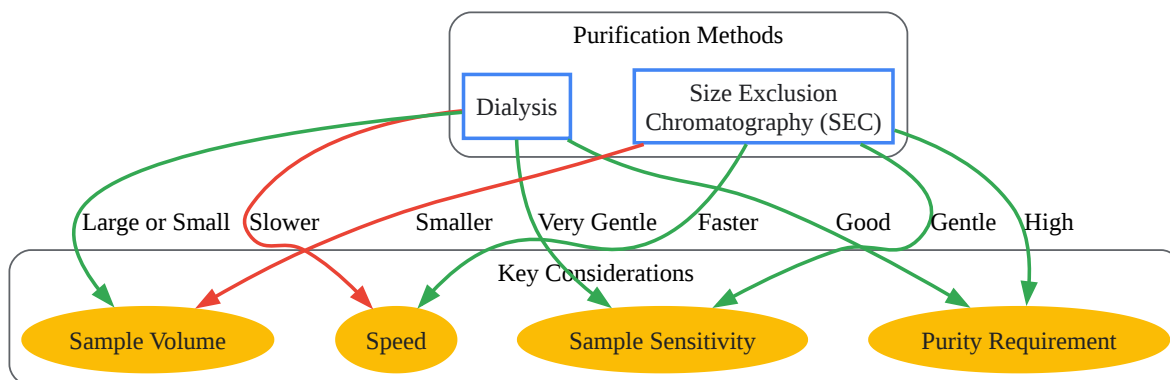 Purification Methods
Dialysis
Size Exclusion
Chromatography (SEC)
Large or Small
Slower
Smaller
Very Gentle
Faster
Good
Gentle
High
Key Considerations
Sample Volume
Speed
Sample Sensitivity
Purity Requirement